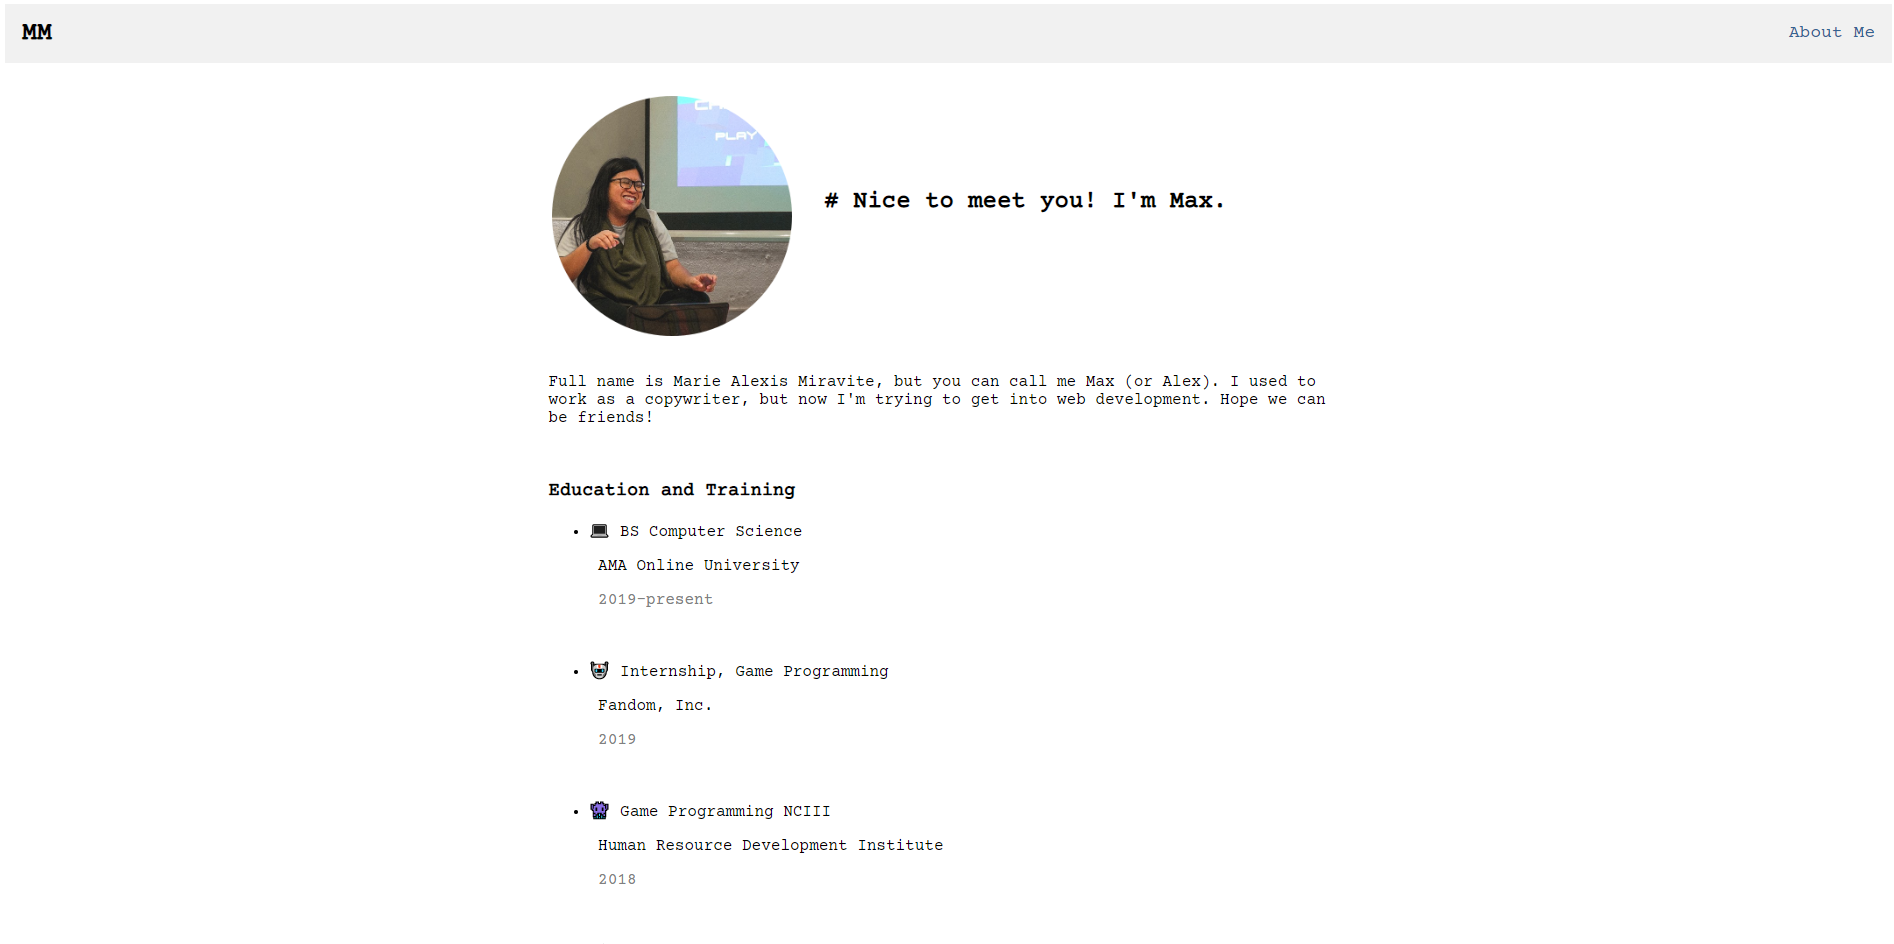 MM
About Me
PLAY
# Nice to meet you! I'm Max.
Full name is Marie Alexis Miravite, but you can call me Max (or Alex). I used to
work as a copywriter, but now I'm trying to get into web development. Hope we can
be friends!
Education and Training
BS Computer Science
AMA Online University
2019-present
Internship, Game Programming
Fandom, Inc.
2019
Game Programming NCIII
Human Resource Development Institute
2018